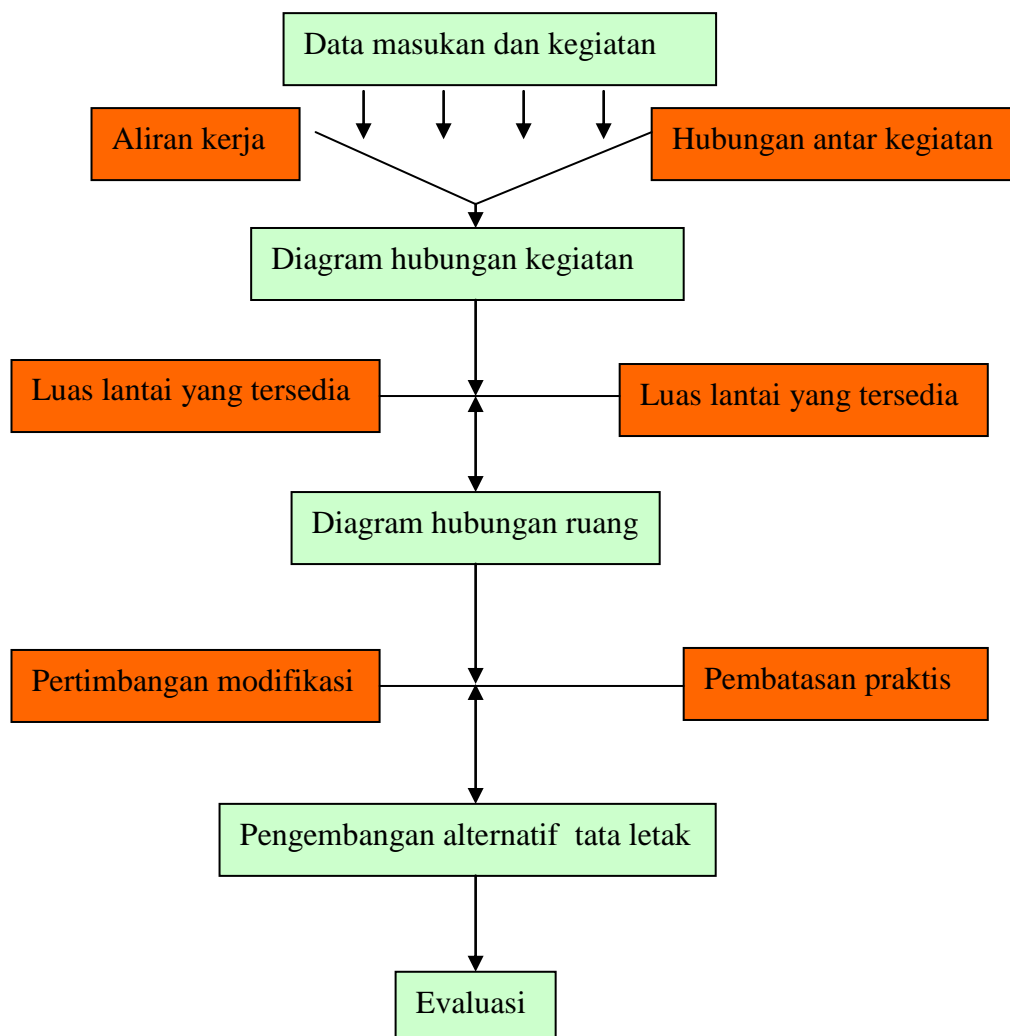 Data masukan dan kegiatan
Aliran kerja
Hubungan antar kegiatan
Diagram hubungan kegiatan
Luas lantai yang tersedia
Luas lantai yang tersedia
Diagram hubungan ruang
Pertimbangan modifikasi
Pembatasan praktis
Pengembangan alternatif  tata letak
Evaluasi